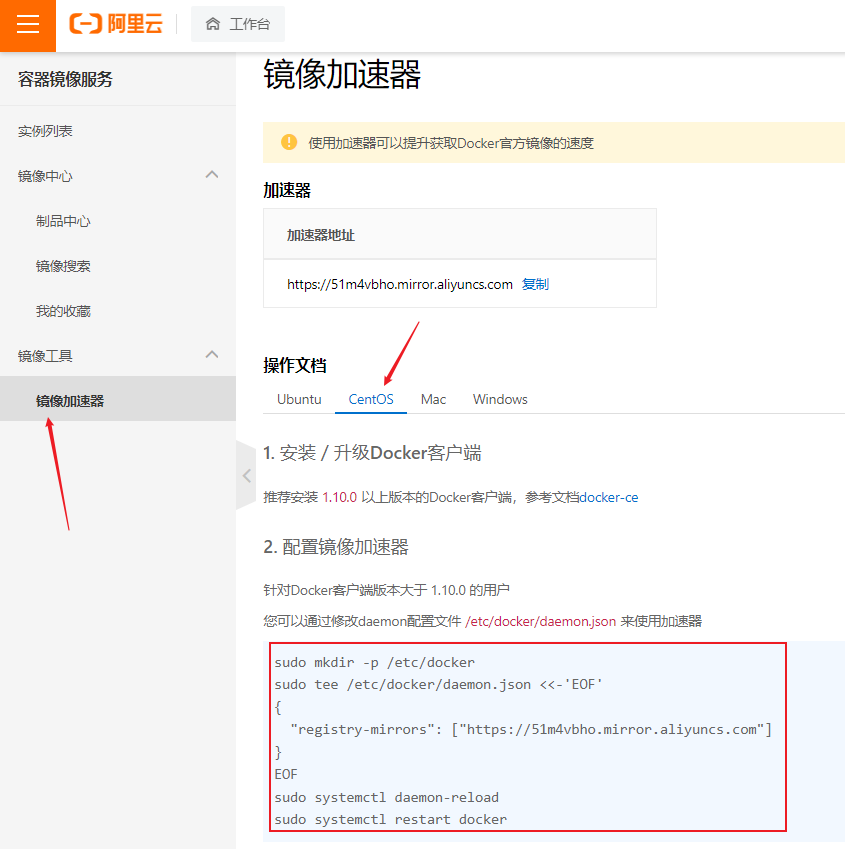 阿里云
工作台
容器镜像服务
实例列表
镜像中心
制品中心
镜像搜索
我的收藏
镜像工具
镜像加速器
镜像加速器
使用加速器可以提升获取Docker官方镜像的速度
加速器
加速器地址
https://51m4vbho.mirror.aliyuncs.com 复制
操作文档
Ubuntu CentOS Mac Windows
1. 安装 / 升级Docker客户端
推荐安装 1.10.0 以上版本的Docker客户端，参考文档docker-ce
2. 配置镜像加速器
针对Docker客户端版本大于 1.10.0 的用户
您可以通过修改daemon配置文件 /etc/docker/daemon.json 来使用加速器
sudo mkdir -p /etc/docker
sudo tee /etc/docker/daemon.json <<-'EOF'
{
  "registry-mirrors": ["https://51m4vbho.mirror.aliyuncs.com"]
}
EOF
sudo systemctl daemon-reload
sudo systemctl restart docker